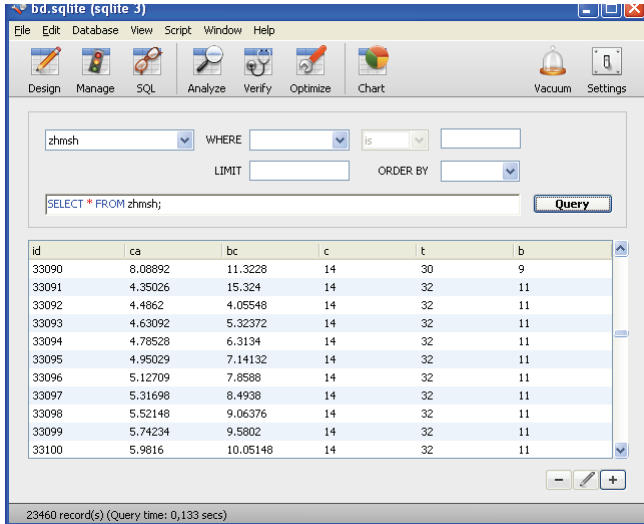 bd.sqlite (sqlite 3)
File Edit Database View Script Window Help
Design Manage SQL Analyze Verify Optimize Chart Vacuum Settings
zhmsh WHERE is
LIMIT ORDER BY
SELECT * FROM zhmsh; Query
id ca bc c t b
33090 8.08892 11.3228 14 30 9
33091 4.35026 15.324 14 32 11
33092 4.4862 4.05548 14 32 11
33093 4.63092 5.32372 14 32 11
33094 4.78528 6.3134 14 32 11
33095 4.95029 7.14132 14 32 11
33096 5.12709 7.8588 14 32 11
33097 5.31698 8.4938 14 32 11
33098 5.52148 9.06376 14 32 11
33099 5.74234 9.5802 14 32 11
33100 5.9816 10.05148 14 32 11
23460 record(s) (Query time: 0,133 secs)